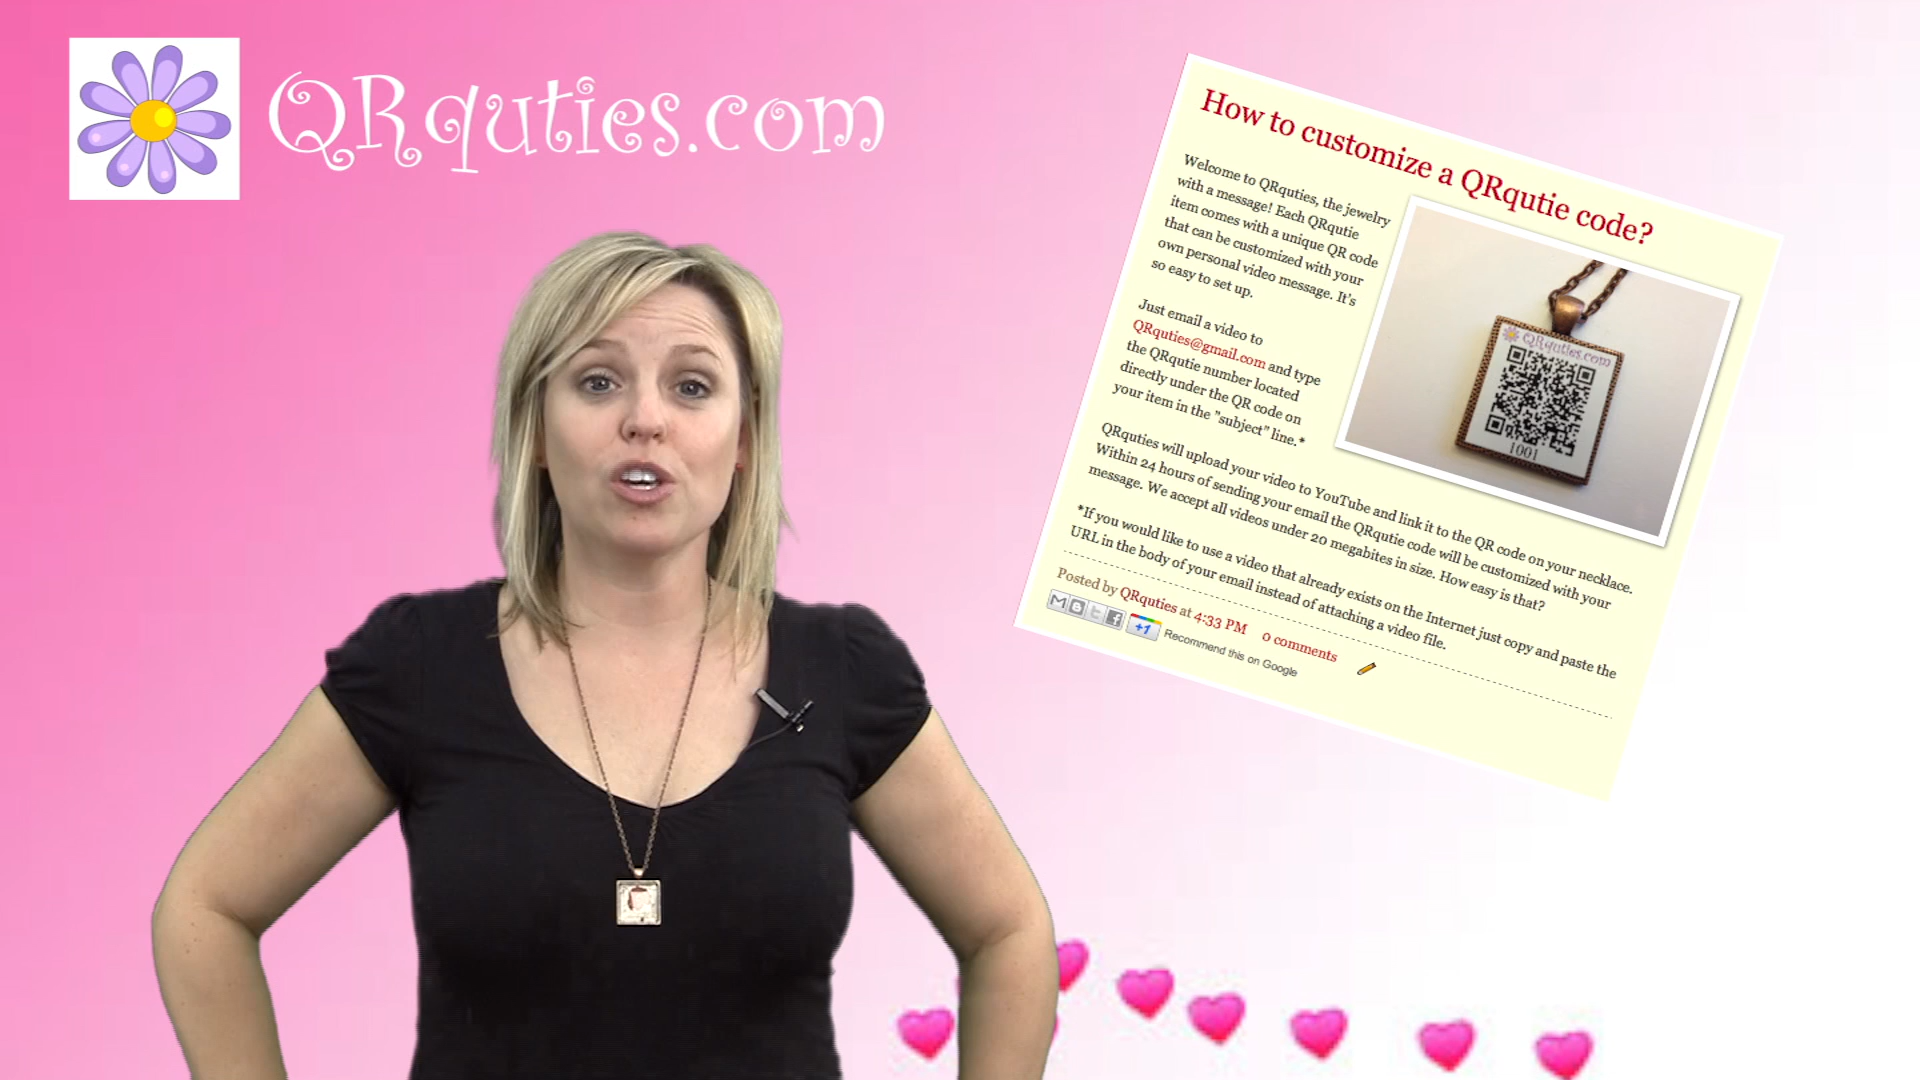 QRquties.com
How to customize a QRqutie code?
Welcome to QRquties, the jewelry
with a message! Each QRqutie
item comes with a unique QR code
that can be customized with your
own personal video message. It's
so easy to set up.
Just email a video to
QRquties@gmail.com and type
the QRqutie number located
directly under the QR code on
your item in the "subject" line.*
QRquties.com
1001
QRquties will upload your video to YouTube and link it to the QR code on your necklace.
Within 24 hours of sending your email the QRqutie code will be customized with your
message. We accept all videos under 20 megabites in size. How easy is that?
*If you would like to use a video that already exists on the Internet just copy and paste the
URL in the body of your email instead of attaching a video file.
Posted by QRquties at 4:33 PM 0 comments
+1 Recommend this on Google